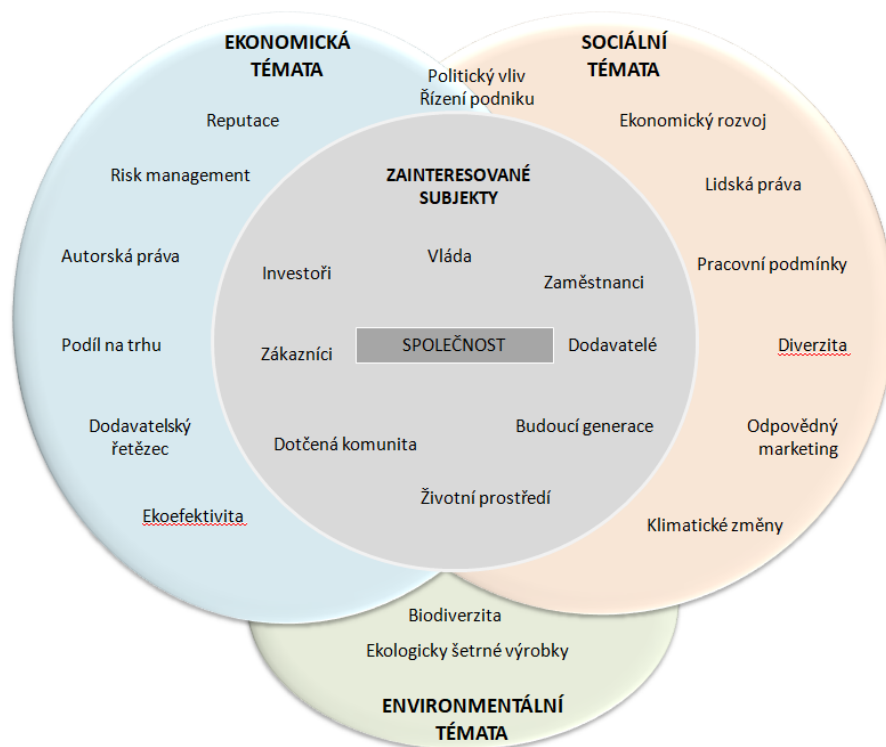 EKONOMICKÁ
TÉMATA
SOCIÁLNÍ
TÉMATA
Politický vliv
Řízení podniku
Reputace
Ekonomický rozvoj
Risk management
ZAINTERESOVANÉ
SUBJEKTY
Lidská práva
Autorská práva
Investoři
Vláda
Zaměstnanci
Pracovní podmínky
Podíl na trhu
Zákazníci
SPOLEČNOST
Dodavatelé
Diverzita
Dodavatelský
řetězec
Dotčená komunita
Budoucí generace
Odpovědný
marketing
Ekoefektivita
Životní prostředí
Klimatické změny
Biodiverzita
Ekologicky šetrné výrobky
ENVIRONMENTÁLNÍ
TÉMATA